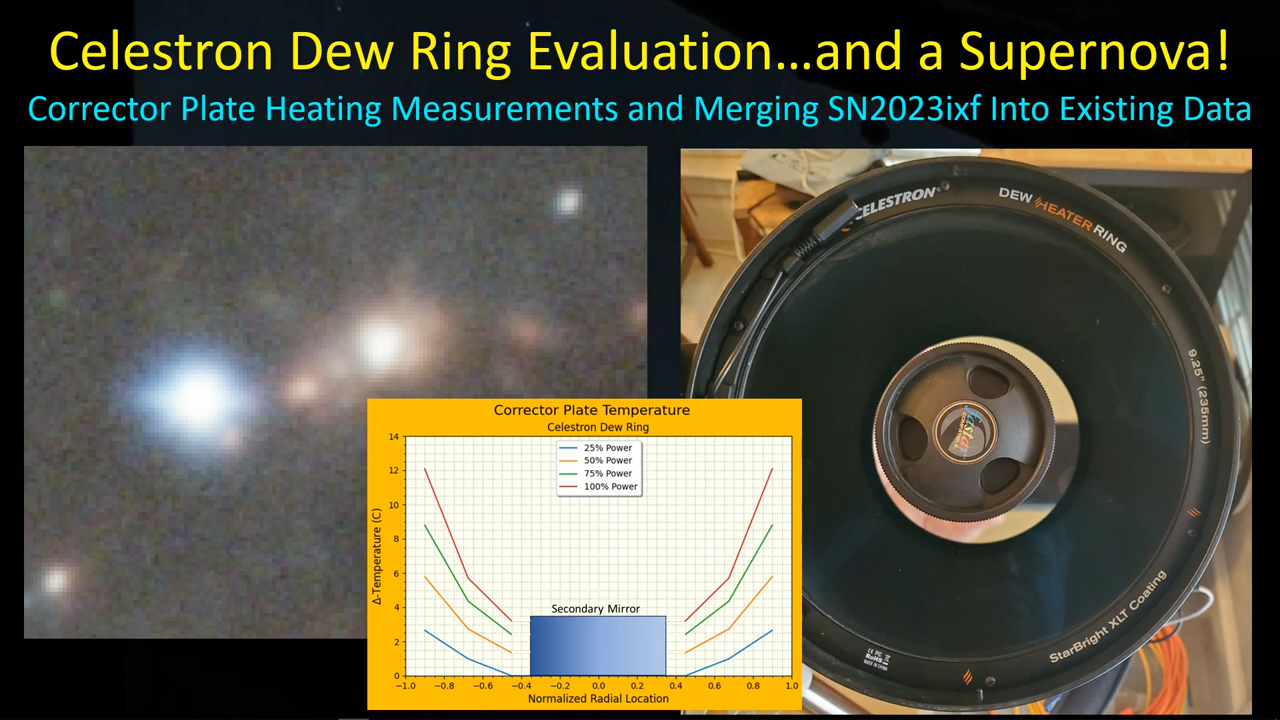 Celestron Dew Ring Evaluation...and a Supernova!
Corrector Plate Heating Measurements and Merging SN2023ixf Into Existing Data
CELESTRON
DEW HEATER RING
9.25" (235mm)
StarBright XLT Coating
Corrector Plate Temperature
Celestron Dew Ring
25% Power
50% Power
75% Power
100% Power
Δ-Temperature (C)
14
12
10
8
6
4
2
0
Secondary Mirror
−1.0 −0.8 −0.6 −0.4 −0.2 0.0 0.2 0.4 0.6 0.8 1.0
Normalized Radial Location
FC
RoHS